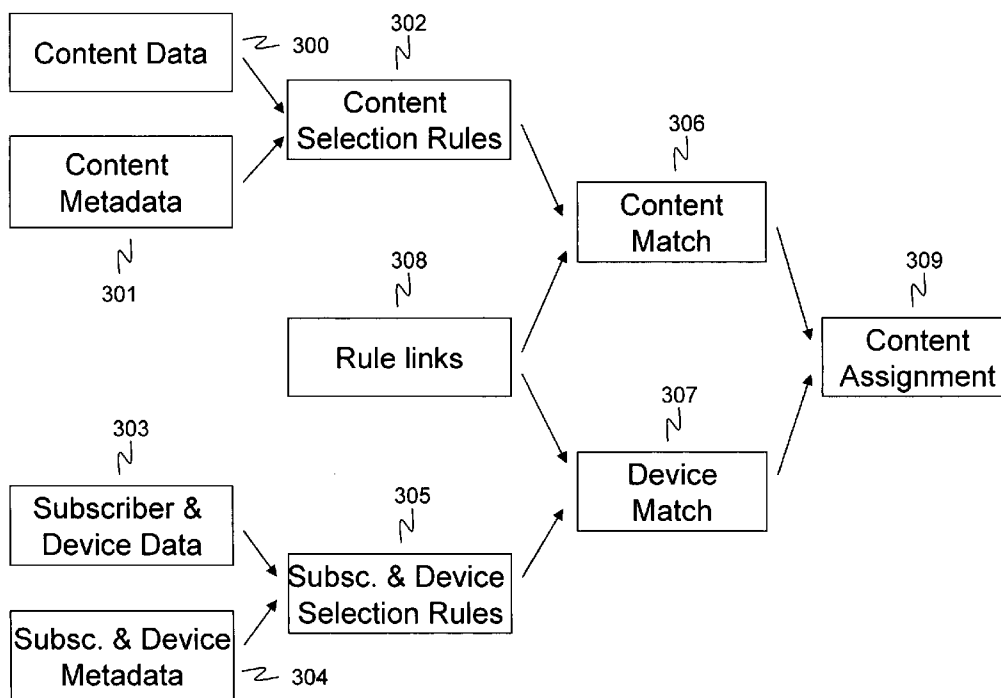 Content Data
300
302
Content
Selection Rules
Content
Metadata
301
306
Content
Match
308
Rule links
309
Content
Assignment
307
Device
Match
303
Subscriber &
Device Data
305
Subsc. & Device
Selection Rules
Subsc. & Device
Metadata
304